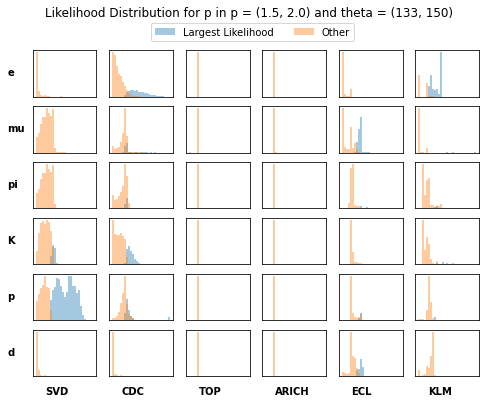 Likelihood Distribution for p in p = (1.5, 2.0) and theta = (133, 150)
Largest Likelihood Other
e
mu
pi
K
p
d
SVD CDC TOP ARICH ECL KLM